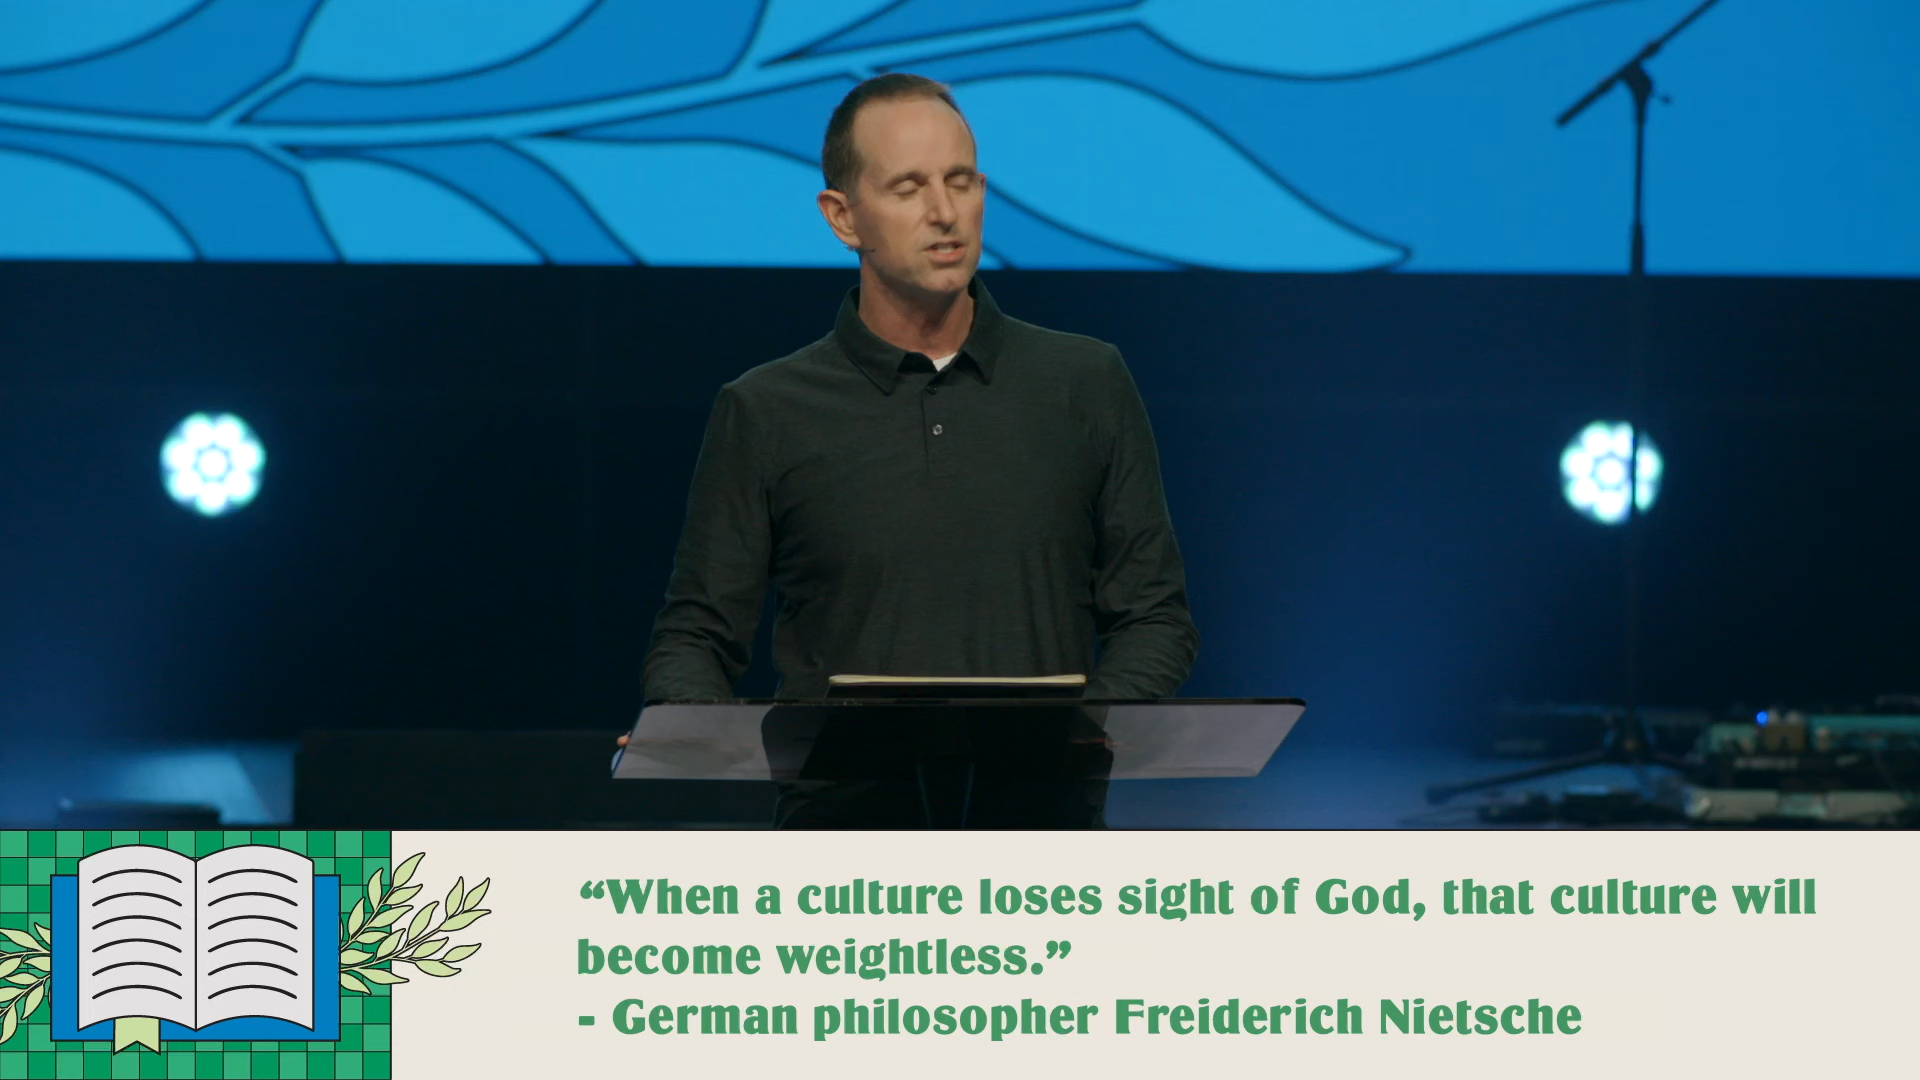 “When a culture loses sight of God, that culture will
become weightless.”
- German philosopher Freiderich Nietsche